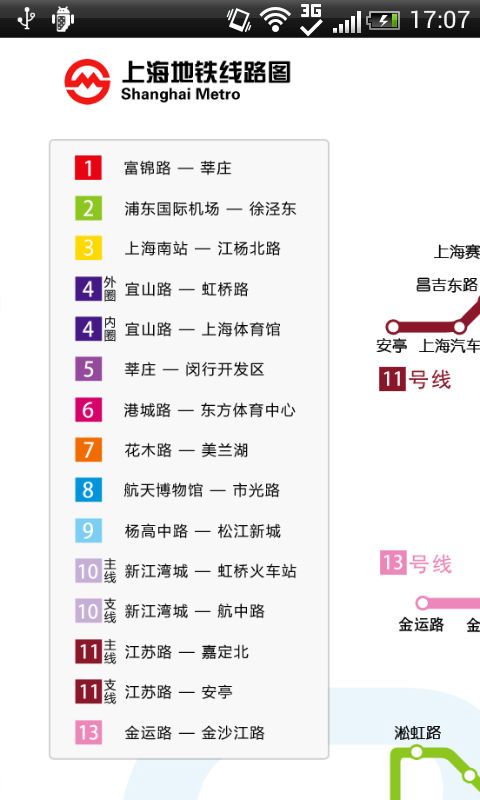 3G
17:07
上海地铁线路图
Shanghai Metro
1 富锦路 — 莘庄
2 浦东国际机场 — 徐泾东
3 上海南站 — 江杨北路
4 外圈 宜山路 — 虹桥路
4 内圈 宜山路 — 上海体育馆
5 莘庄 — 闵行开发区
6 港城路 — 东方体育中心
7 花木路 — 美兰湖
8 航天博物馆 — 市光路
9 杨高中路 — 松江新城
10 主线 新江湾城 — 虹桥火车站
10 支线 新江湾城 — 航中路
11 主线 江苏路 — 嘉定北
11 支线 江苏路 — 安亭
13 金运路 — 金沙江路
上海赛
昌吉东路
安亭 上海汽车
11号线
13号线
金运路 金
淞虹路